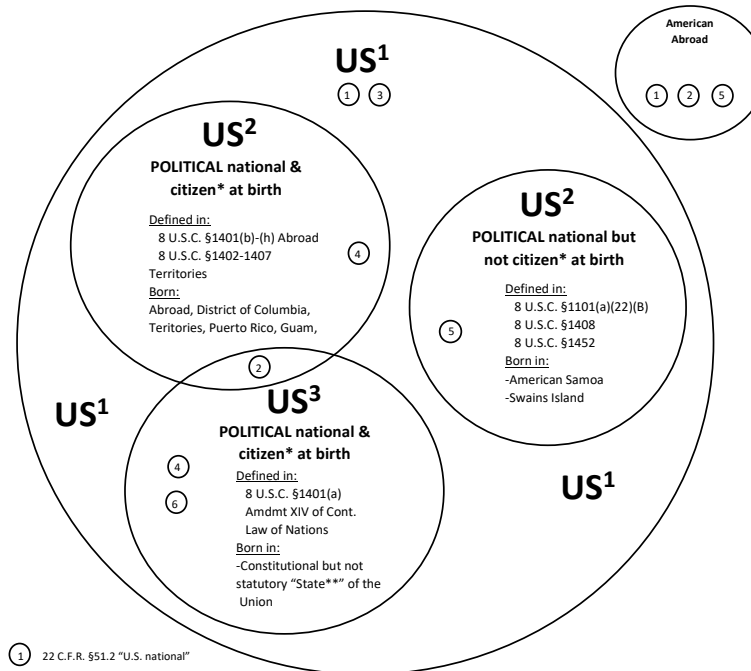 American
Abroad
1 2 5
US1
1 3
US2
POLITICAL national &
citizen* at birth
Defined in:
8 U.S.C. §1401(b)-(h) Abroad
8 U.S.C. §1402-1407
Territories
Born:
Abroad, District of Columbia,
Teritories, Puerto Rico, Guam,
4
US2
POLITICAL national but
not citizen* at birth
Defined in:
8 U.S.C. §1101(a)(22)(B)
8 U.S.C. §1408
8 U.S.C. §1452
Born in:
-American Samoa
-Swains Island
5
2
US3
POLITICAL national &
citizen* at birth
Defined in:
8 U.S.C. §1401(a)
Amdmt XIV of Cont.
Law of Nations
Born in:
-Constitutional but not
statutory “State**” of the
Union
4
6
US1
US1
1 22 C.F.R. §51.2 “U.S. national”